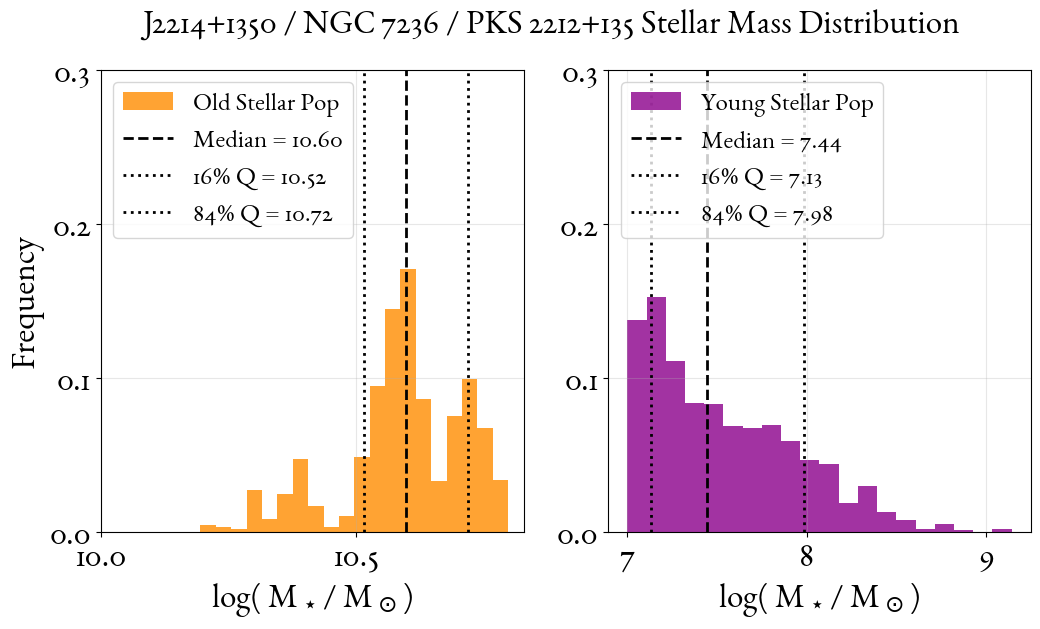 J2214+1350 / NGC 7236 / PKS 2212+135 Stellar Mass Distribution
Frequency
0.3
0.2
0.1
0.0
10.0
10.5
log( M ⋆ / M ⊙ )
Old Stellar Pop
Median = 10.60
16% Q = 10.52
84% Q = 10.72
0.3
0.2
0.1
0.0
7
8
9
log( M ⋆ / M ⊙ )
Young Stellar Pop
Median = 7.44
16% Q = 7.13
84% Q = 7.98